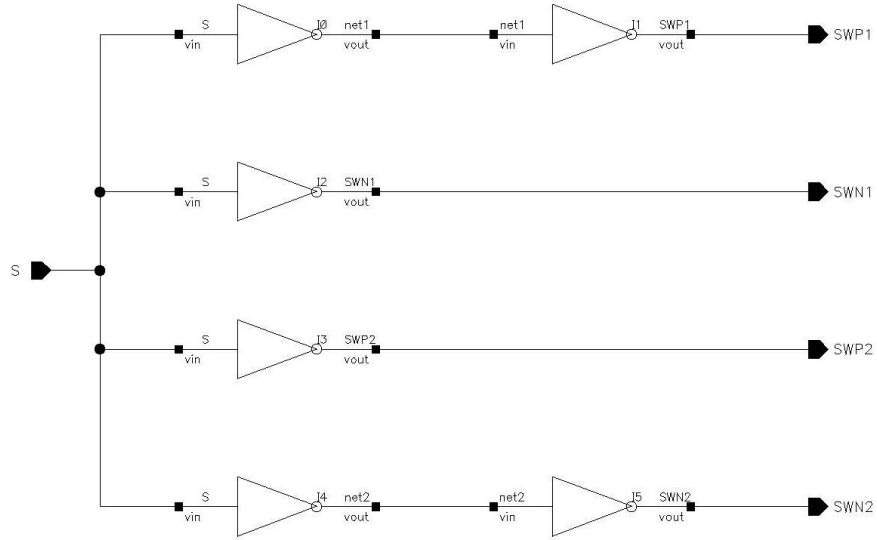 S I0 net1 net1 I1 SWP1 SWP1
vin vout vin vout
S I2 SWN1 SWN1
vin vout
S
S I3 SWP2 SWP2
vin vout
S I4 net2 net2 I5 SWN2 SWN2
vin vout vin vout